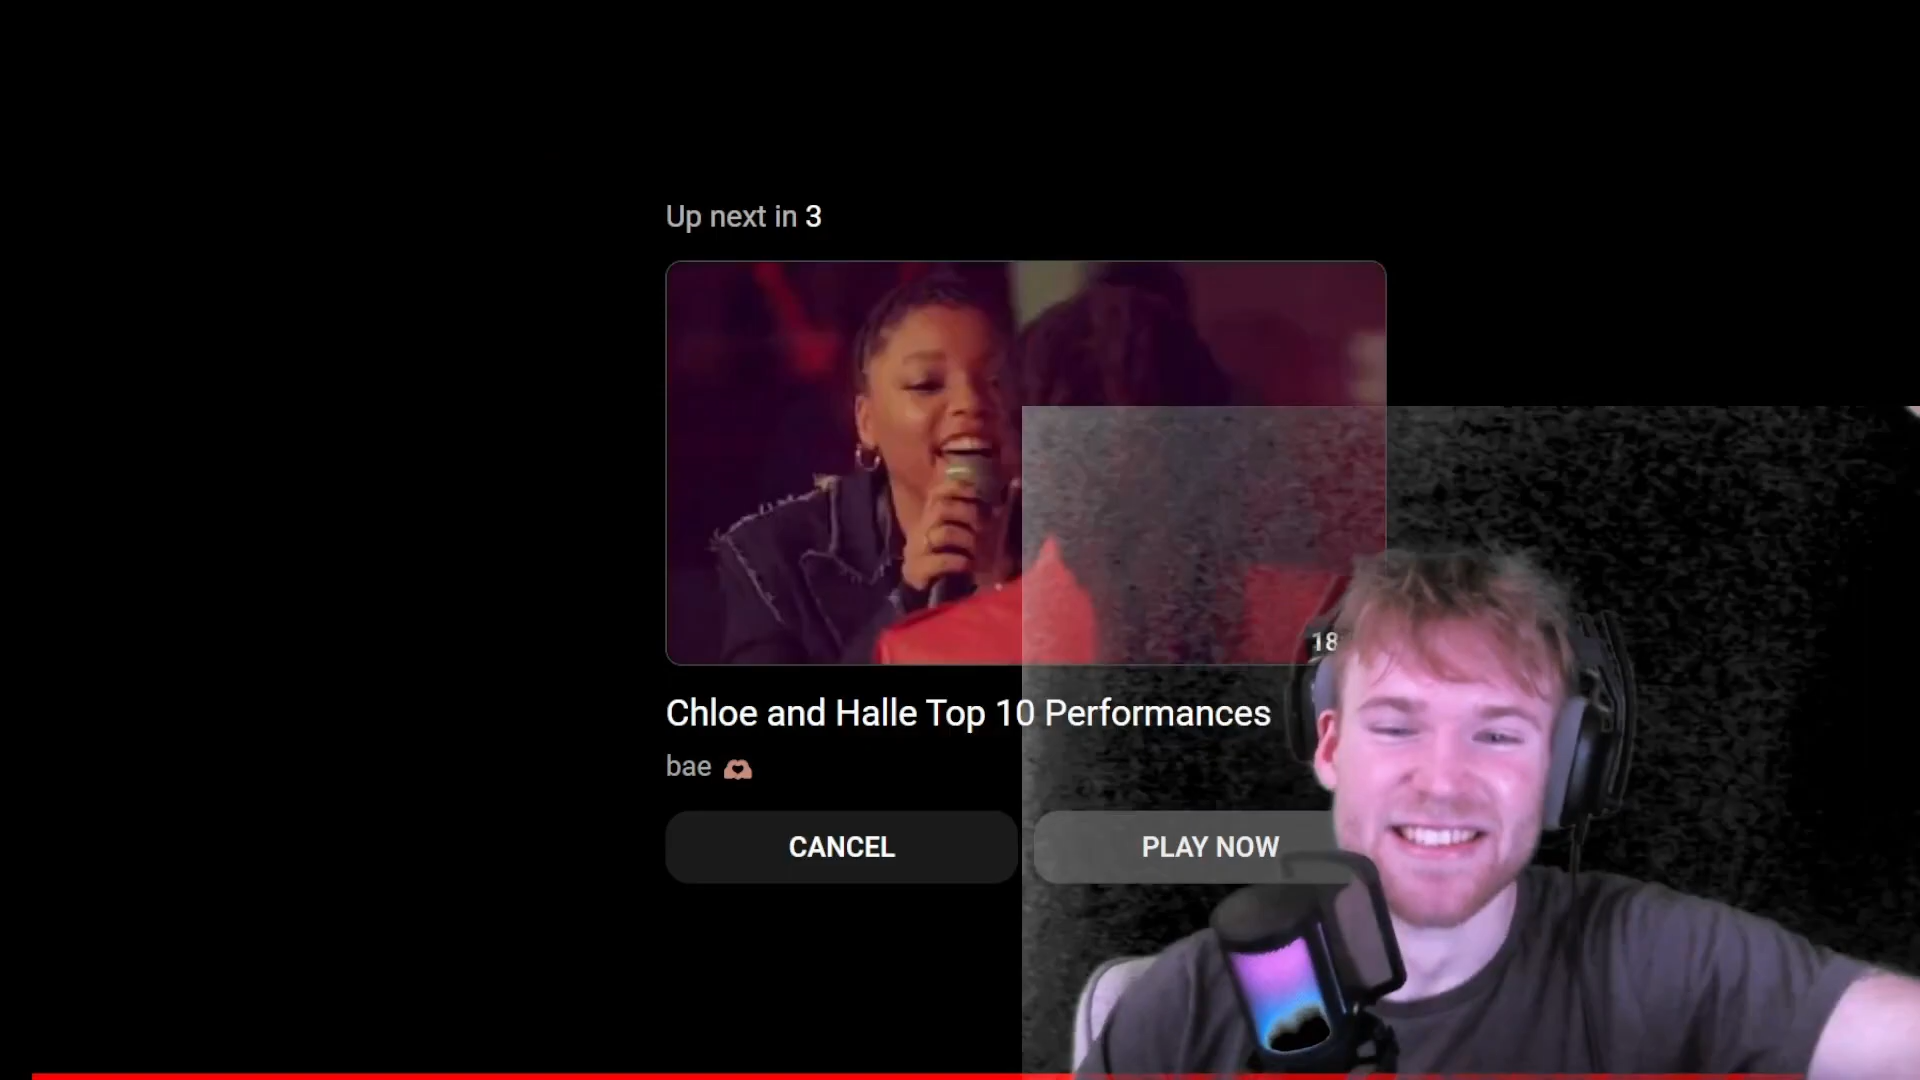 Up next in 3
18
Chloe and Halle Top 10 Performances
bae
CANCEL
PLAY NOW